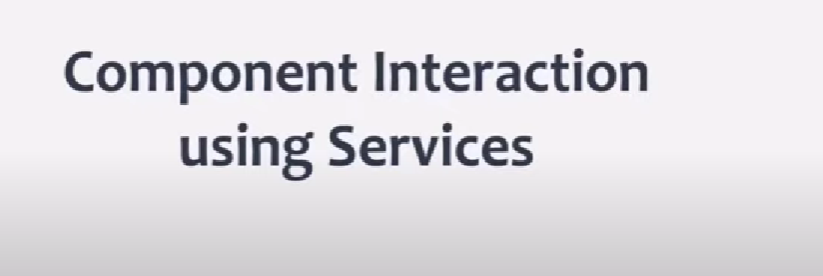 Component Interaction
using Services